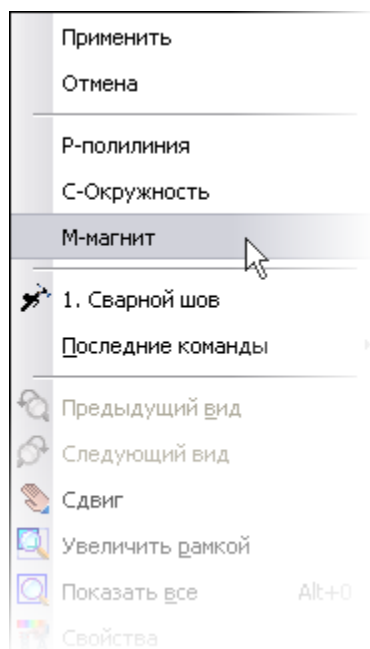 Применить
Отмена
Р-полилиния
С-Окружность
М-магнит
1. Сварной шов
Последние команды
Предыдущий вид
Следующий вид
Сдвиг
Увеличить рамкой
Показать все Alt+0
Свойства